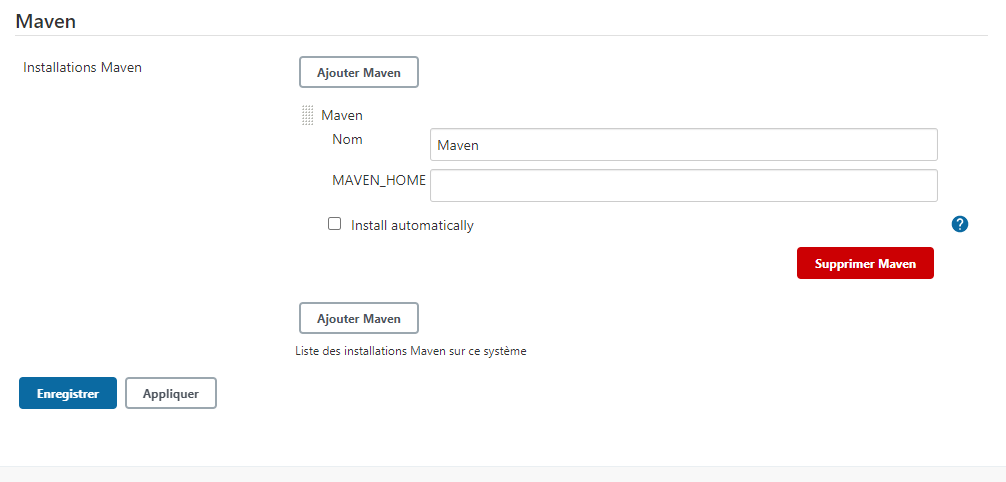 Maven
Installations Maven
Ajouter Maven
Maven
Nom
Maven
MAVEN_HOME
Install automatically
?
Supprimer Maven
Ajouter Maven
Liste des installations Maven sur ce système
Enregistrer
Appliquer